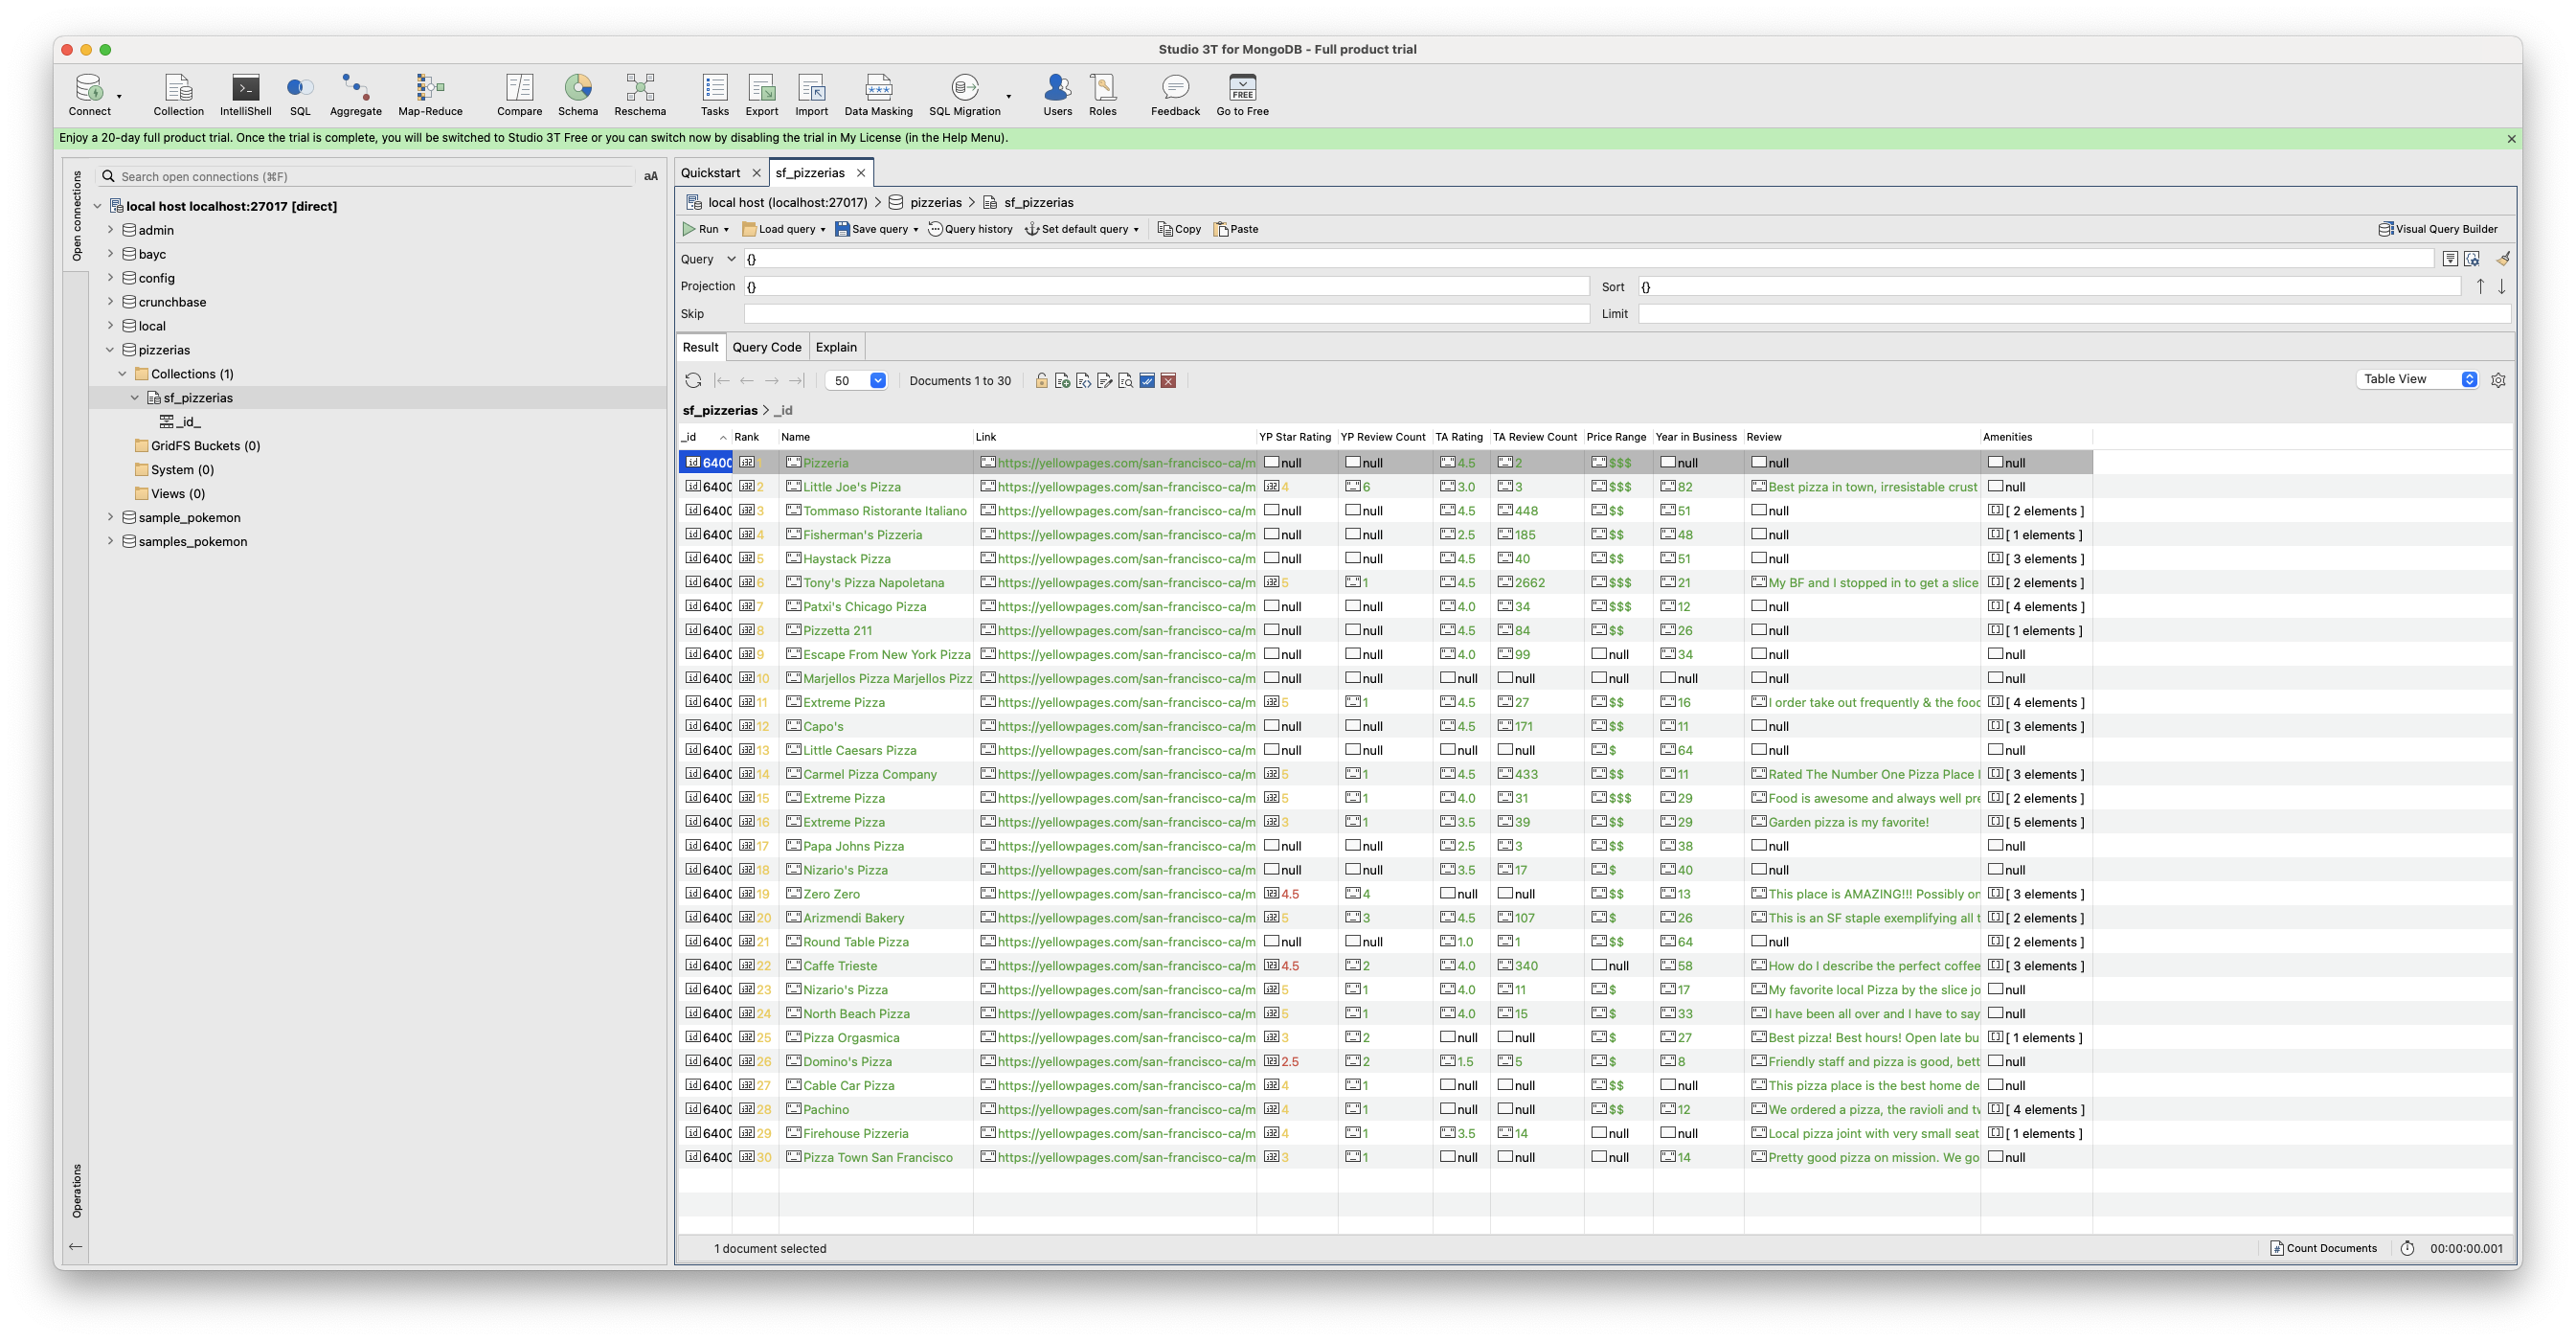 Studio 3T for MongoDB - Full product trial
Connect Collection IntelliShell SQL Aggregate Map-Reduce Compare Schema Reschema Tasks Export Import Data Masking SQL Migration Users Roles Feedback Go to Free
Enjoy a 20-day full product trial. Once the trial is complete, you will be switched to Studio 3T Free or you can switch now by disabling the trial in My License (in the Help Menu).
Open connections
Search open connections (⌘F) aA
local host localhost:27017 [direct]
admin
bayc
config
crunchbase
local
pizzerias
Collections (1)
sf_pizzerias
_id_
GridFS Buckets (0)
System (0)
Views (0)
sample_pokemon
samples_pokemon
Operations
Quickstart sf_pizzerias
local host (localhost:27017) pizzerias sf_pizzerias
Run Load query Save query Query history Set default query Copy Paste Visual Query Builder
Query {}
Projection {} Sort {}
Skip Limit
Result Query Code Explain
50 Documents 1 to 30 Table View
sf_pizzerias > _id
_id Rank Name Link YP Star Rating YP Review Count TA Rating TA Review Count Price Range Year in Business Review Amenities
6400 1 Pizzeria https://yellowpages.com/san-francisco-ca/m null null 4.5 2 $$$ null null null
6400 2 Little Joe's Pizza https://yellowpages.com/san-francisco-ca/m 4 6 3.0 3 $$$ 82 Best pizza in town, irresistable crust null
6400 3 Tommaso Ristorante Italiano https://yellowpages.com/san-francisco-ca/m null null 4.5 448 $$ 51 null [ 2 elements ]
6400 4 Fisherman's Pizzeria https://yellowpages.com/san-francisco-ca/m null null 2.5 185 $$ 48 null [ 1 elements ]
6400 5 Haystack Pizza https://yellowpages.com/san-francisco-ca/m null null 4.5 40 $$ 51 null [ 3 elements ]
6400 6 Tony's Pizza Napoletana https://yellowpages.com/san-francisco-ca/m 5 1 4.5 2662 $$$ 21 My BF and I stopped in to get a slice [ 2 elements ]
6400 7 Patxi's Chicago Pizza https://yellowpages.com/san-francisco-ca/m null null 4.0 34 $$$ 12 null [ 4 elements ]
6400 8 Pizzetta 211 https://yellowpages.com/san-francisco-ca/m null null 4.5 84 $$ 26 null [ 1 elements ]
6400 9 Escape From New York Pizza https://yellowpages.com/san-francisco-ca/m null null 4.0 99 null 34 null null
6400 10 Marjellos Pizza Marjellos Pizz https://yellowpages.com/san-francisco-ca/m null null null null null null null null
6400 11 Extreme Pizza https://yellowpages.com/san-francisco-ca/m 5 1 4.5 27 $$ 16 I order take out frequently & the food [ 4 elements ]
6400 12 Capo's https://yellowpages.com/san-francisco-ca/m null null 4.5 171 $$ 11 null [ 3 elements ]
6400 13 Little Caesars Pizza https://yellowpages.com/san-francisco-ca/m null null null null $ 64 null null
6400 14 Carmel Pizza Company https://yellowpages.com/san-francisco-ca/m 5 1 4.5 433 $$ 11 Rated The Number One Pizza Place [ 3 elements ]
6400 15 Extreme Pizza https://yellowpages.com/san-francisco-ca/m 5 1 4.0 31 $$$ 29 Food is awesome and always well pre [ 2 elements ]
6400 16 Extreme Pizza https://yellowpages.com/san-francisco-ca/m 3 1 3.5 39 $$ 29 Garden pizza is my favorite! [ 5 elements ]
6400 17 Papa Johns Pizza https://yellowpages.com/san-francisco-ca/m null null 2.5 3 $$ 38 null null
6400 18 Nizario's Pizza https://yellowpages.com/san-francisco-ca/m null null 3.5 17 $ 40 null null
6400 19 Zero Zero https://yellowpages.com/san-francisco-ca/m 4.5 4 null null $$ 13 This place is AMAZING!!! Possibly on [ 3 elements ]
6400 20 Arizmendi Bakery https://yellowpages.com/san-francisco-ca/m 5 3 4.5 107 $ 26 This is an SF staple exemplifying all t [ 2 elements ]
6400 21 Round Table Pizza https://yellowpages.com/san-francisco-ca/m null null 1.0 1 $$ 64 null [ 2 elements ]
6400 22 Caffe Trieste https://yellowpages.com/san-francisco-ca/m 4.5 2 4.0 340 null 58 How do I describe the perfect coffee [ 3 elements ]
6400 23 Nizario's Pizza https://yellowpages.com/san-francisco-ca/m 5 1 4.0 11 $ 17 My favorite local Pizza by the slice jo null
6400 24 North Beach Pizza https://yellowpages.com/san-francisco-ca/m 5 1 4.0 15 $ 33 I have been all over and I have to say null
6400 25 Pizza Orgasmica https://yellowpages.com/san-francisco-ca/m 3 2 null null $ 27 Best pizza! Best hours! Open late bu [ 1 elements ]
6400 26 Domino's Pizza https://yellowpages.com/san-francisco-ca/m 2.5 2 1.5 5 $ 8 Friendly staff and pizza is good, bett null
6400 27 Cable Car Pizza https://yellowpages.com/san-francisco-ca/m 4 1 null null $$ null This pizza place is the best home de null
6400 28 Pachino https://yellowpages.com/san-francisco-ca/m 4 1 null null $$ 12 We ordered a pizza, the ravioli and tw [ 4 elements ]
6400 29 Firehouse Pizzeria https://yellowpages.com/san-francisco-ca/m 4 1 3.5 14 null null Local pizza joint with very small seat [ 1 elements ]
6400 30 Pizza Town San Francisco https://yellowpages.com/san-francisco-ca/m 3 1 null null null 14 Pretty good pizza on mission. We go null
1 document selected Count Documents 00:00:00.001